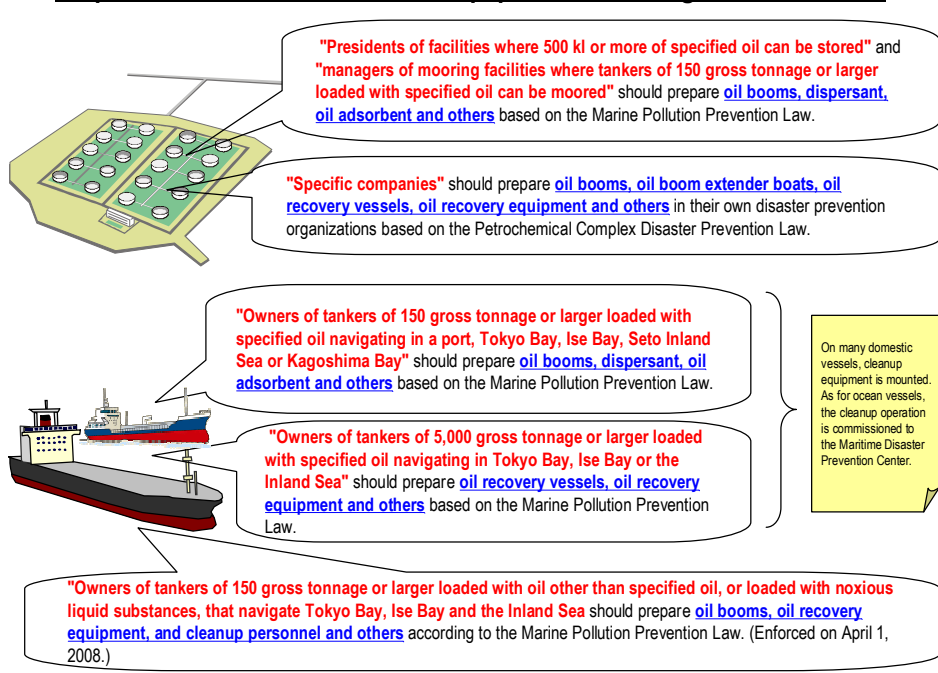 "Presidents of facilities where 500 kl or more of specified oil can be stored" and
"managers of mooring facilities where tankers of 150 gross tonnage or larger
loaded with specified oil can be moored" should prepare oil booms, dispersant,
oil adsorbent and others based on the Marine Pollution Prevention Law.
"Specific companies" should prepare oil booms, oil boom extender boats, oil
recovery vessels, oil recovery equipment and others in their own disaster prevention
organizations based on the Petrochemical Complex Disaster Prevention Law.
"Owners of tankers of 150 gross tonnage or larger loaded with
specified oil navigating in a port, Tokyo Bay, Ise Bay, Seto Inland
Sea or Kagoshima Bay" should prepare oil booms, dispersant, oil
adsorbent and others based on the Marine Pollution Prevention Law.
On many domestic
vessels, cleanup
equipment is mounted.
As for ocean vessels,
the cleanup operation
is commissioned to
the Maritime Disaster
Prevention Center.
"Owners of tankers of 5,000 gross tonnage or larger loaded
with specified oil navigating in Tokyo Bay, Ise Bay or the
Inland Sea" should prepare oil recovery vessels, oil recovery
equipment and others based on the Marine Pollution Prevention
Law.
"Owners of tankers of 150 gross tonnage or larger loaded with oil other than specified oil, or loaded with noxious
liquid substances, that navigate Tokyo Bay, Ise Bay and the Inland Sea should prepare oil booms, oil recovery
equipment, and cleanup personnel and others according to the Marine Pollution Prevention Law. (Enforced on April 1,
2008.)